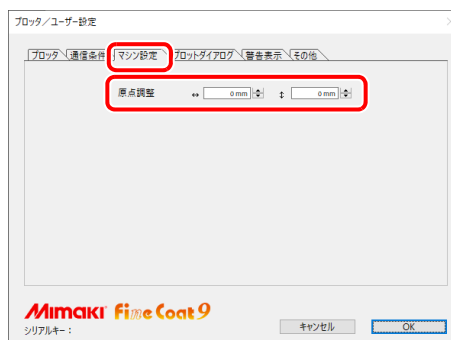 プロッタ／ユーザー設定
プロッタ 通信条件 マシン設定 プロットダイアログ 警告表示 その他
原点調整 ↔ 0 mm ↕ 0 mm
Mimaki Fine Coat 9
シリアルキー：
キャンセル OK